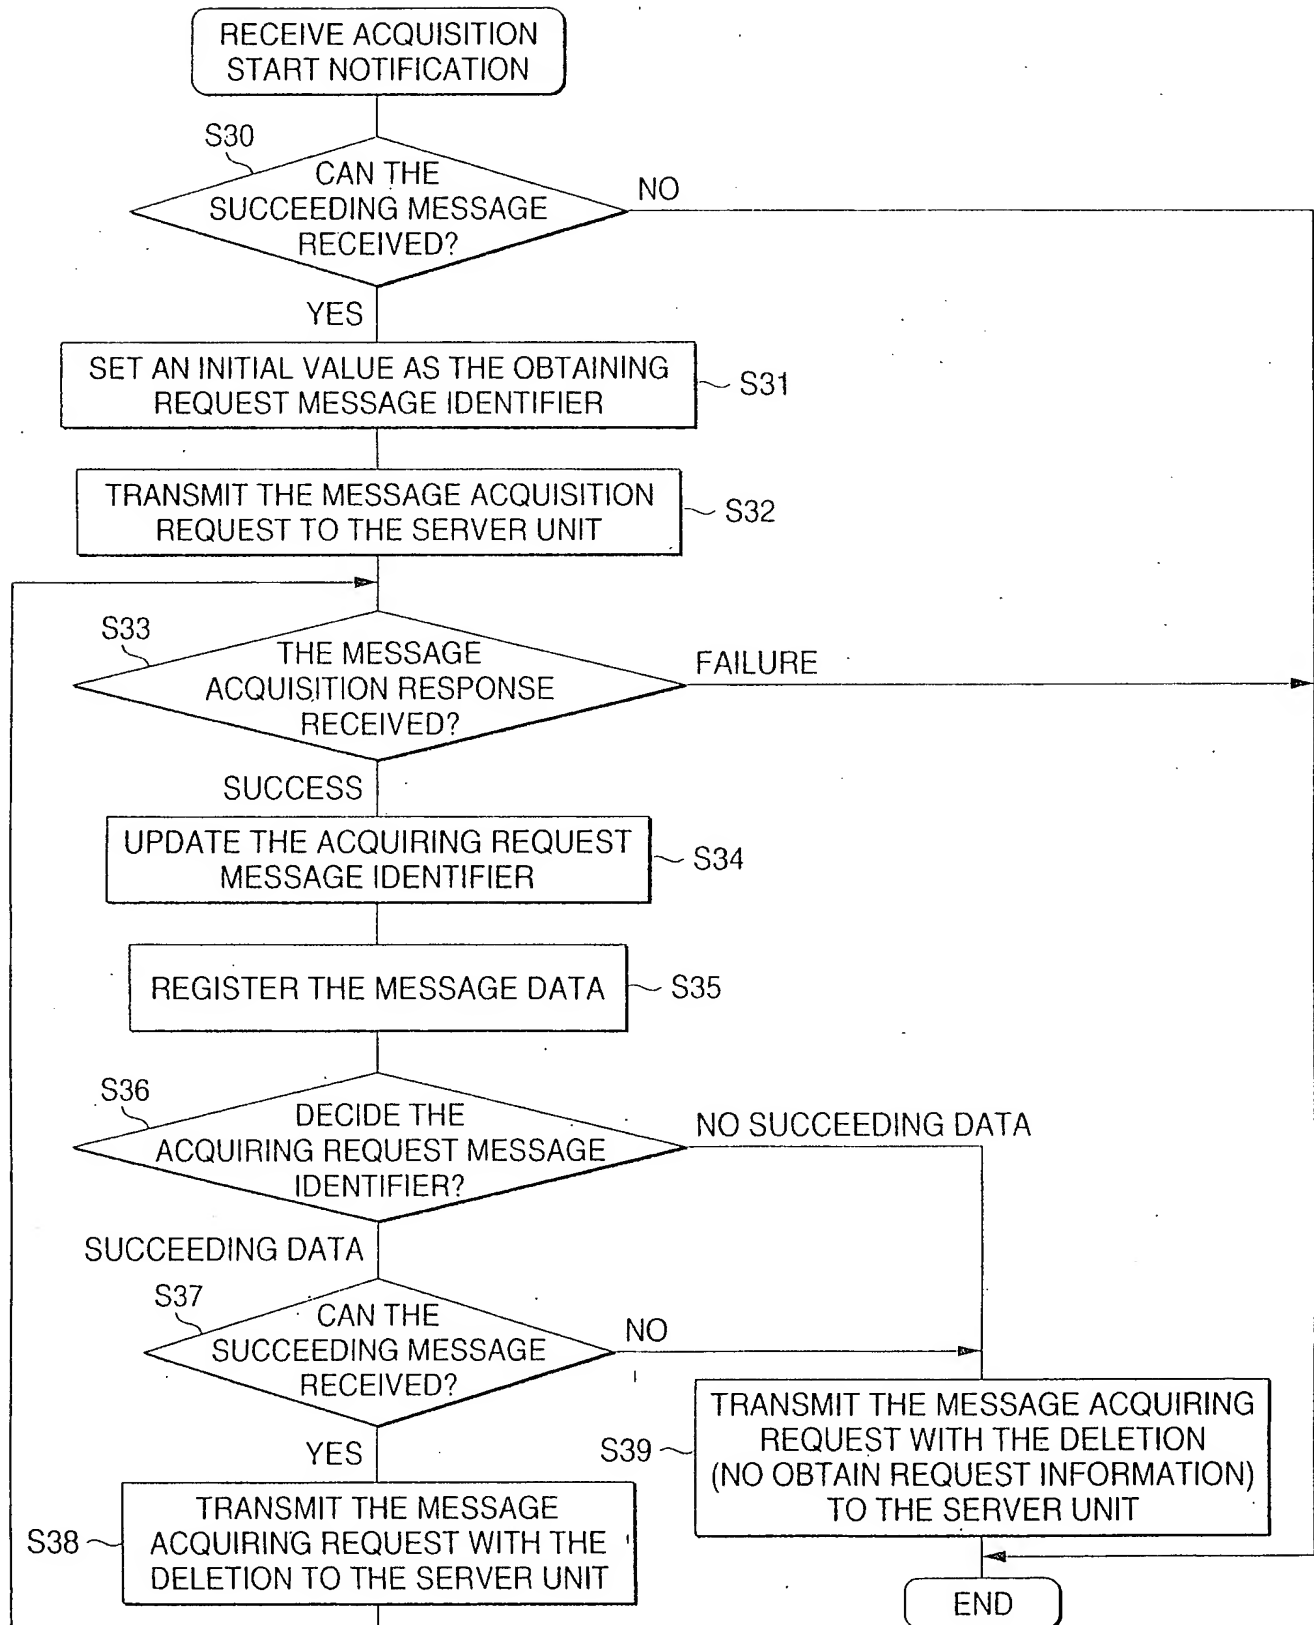 RECEIVE ACQUISITION
START NOTIFICATION
S30
CAN THE
SUCCEEDING MESSAGE
RECEIVED?
NO
YES
SET AN INITIAL VALUE AS THE OBTAINING
REQUEST MESSAGE IDENTIFIER
S31
TRANSMIT THE MESSAGE ACQUISITION
REQUEST TO THE SERVER UNIT
S32
S33
THE MESSAGE
ACQUISITION RESPONSE
RECEIVED?
FAILURE
SUCCESS
UPDATE THE ACQUIRING REQUEST
MESSAGE IDENTIFIER
S34
REGISTER THE MESSAGE DATA
S35
S36
DECIDE THE
ACQUIRING REQUEST MESSAGE
IDENTIFIER?
NO SUCCEEDING DATA
SUCCEEDING DATA
S37
CAN THE
SUCCEEDING MESSAGE
RECEIVED?
NO
YES
S39
TRANSMIT THE MESSAGE ACQUIRING
REQUEST WITH THE DELETION
(NO OBTAIN REQUEST INFORMATION)
TO THE SERVER UNIT
S38
TRANSMIT THE MESSAGE
ACQUIRING REQUEST WITH THE
DELETION TO THE SERVER UNIT
END